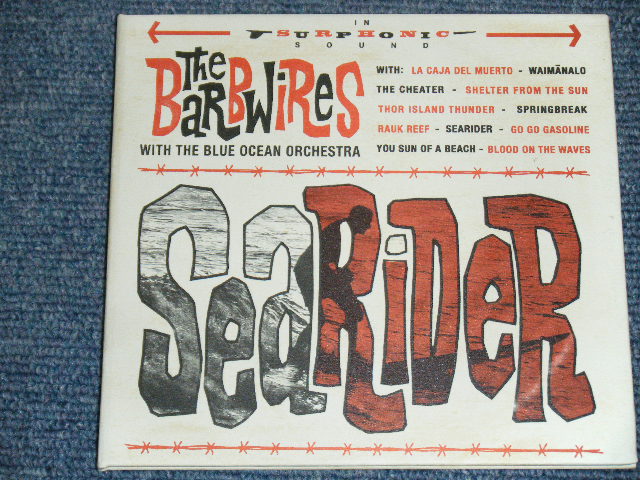 IN
SURPHONIC
SOUND
The
BARBWiRES
WITH THE BLUE OCEAN ORCHESTRA
WITH: LA CAJA DEL MUERTO - WAIMĀNALO
THE CHEATER - SHELTER FROM THE SUN
THOR ISLAND THUNDER - SPRINGBREAK
RAUK REEF - SEARIDER - GO GO GASOLINE
YOU SUN OF A BEACH - BLOOD ON THE WAVES
SeaRiDeR